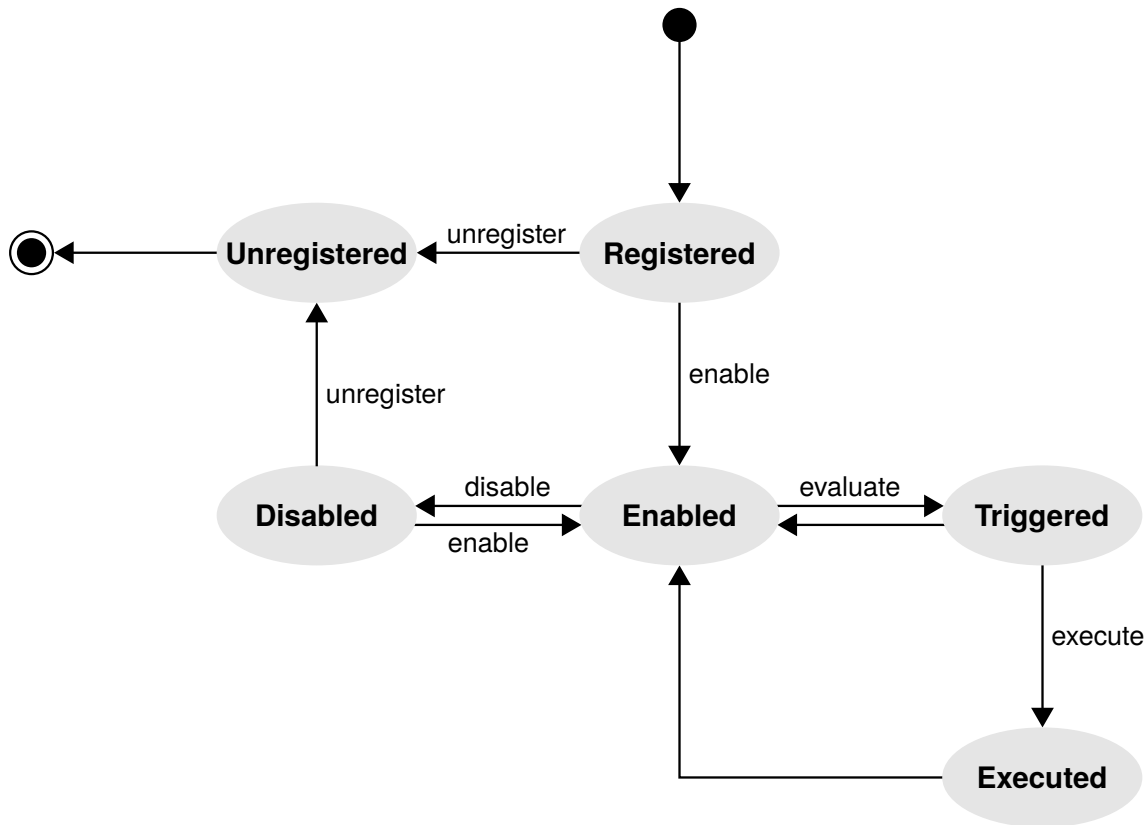 unregister
Unregistered
Registered
enable
unregister
disable
evaluate
Disabled
Enabled
Triggered
enable
execute
Executed